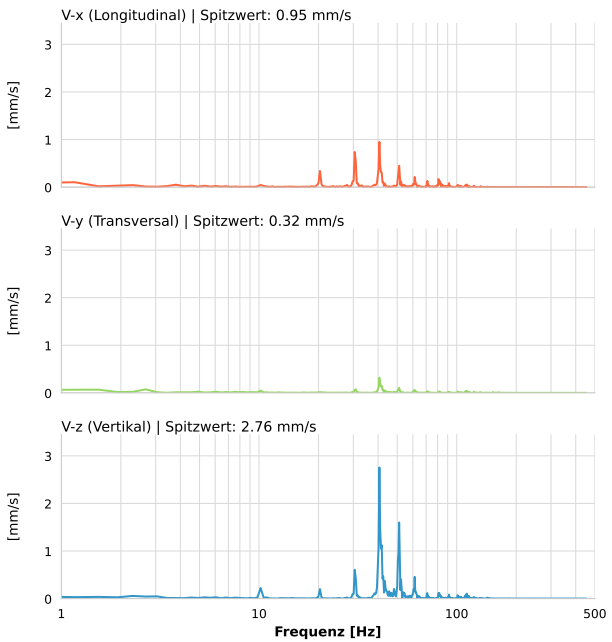 V-x (Longitudinal) | Spitzwert: 0.95 mm/s
[mm/s]
3
2
1
0
V-y (Transversal) | Spitzwert: 0.32 mm/s
[mm/s]
3
2
1
0
V-z (Vertikal) | Spitzwert: 2.76 mm/s
[mm/s]
3
2
1
0
1 10 100 500
Frequenz [Hz]